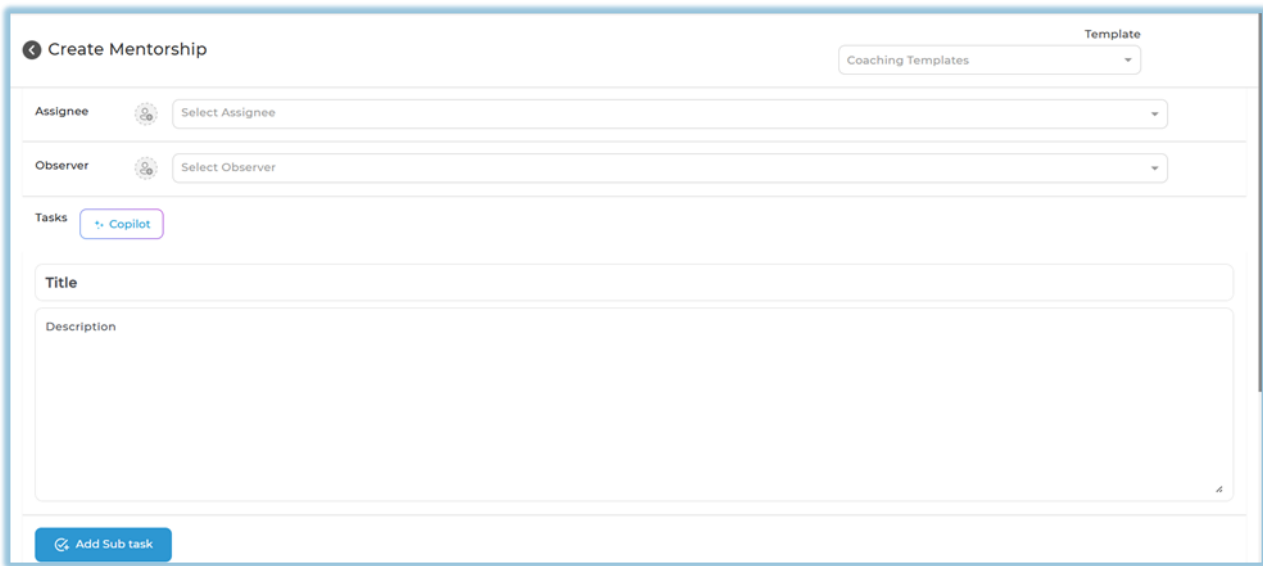 Create Mentorship
Template
Coaching Templates
Assignee
Select Assignee
Observer
Select Observer
Tasks
Copilot
Title
Description
Add Sub task